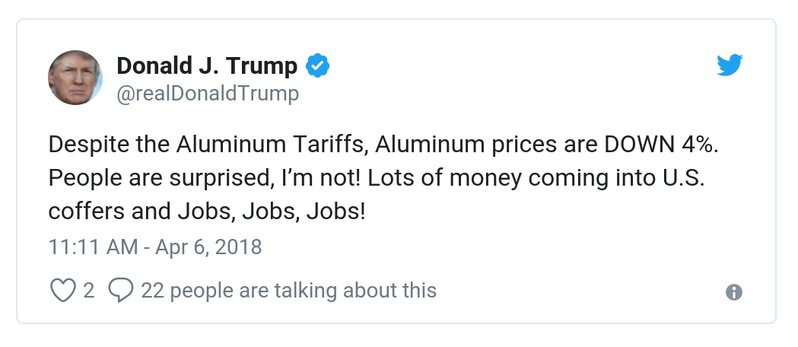 Donald J. Trump
@realDonaldTrump
Despite the Aluminum Tariffs, Aluminum prices are DOWN 4%.
People are surprised, I’m not! Lots of money coming into U.S.
coffers and Jobs, Jobs, Jobs!
11:11 AM - Apr 6, 2018
2 22 people are talking about this